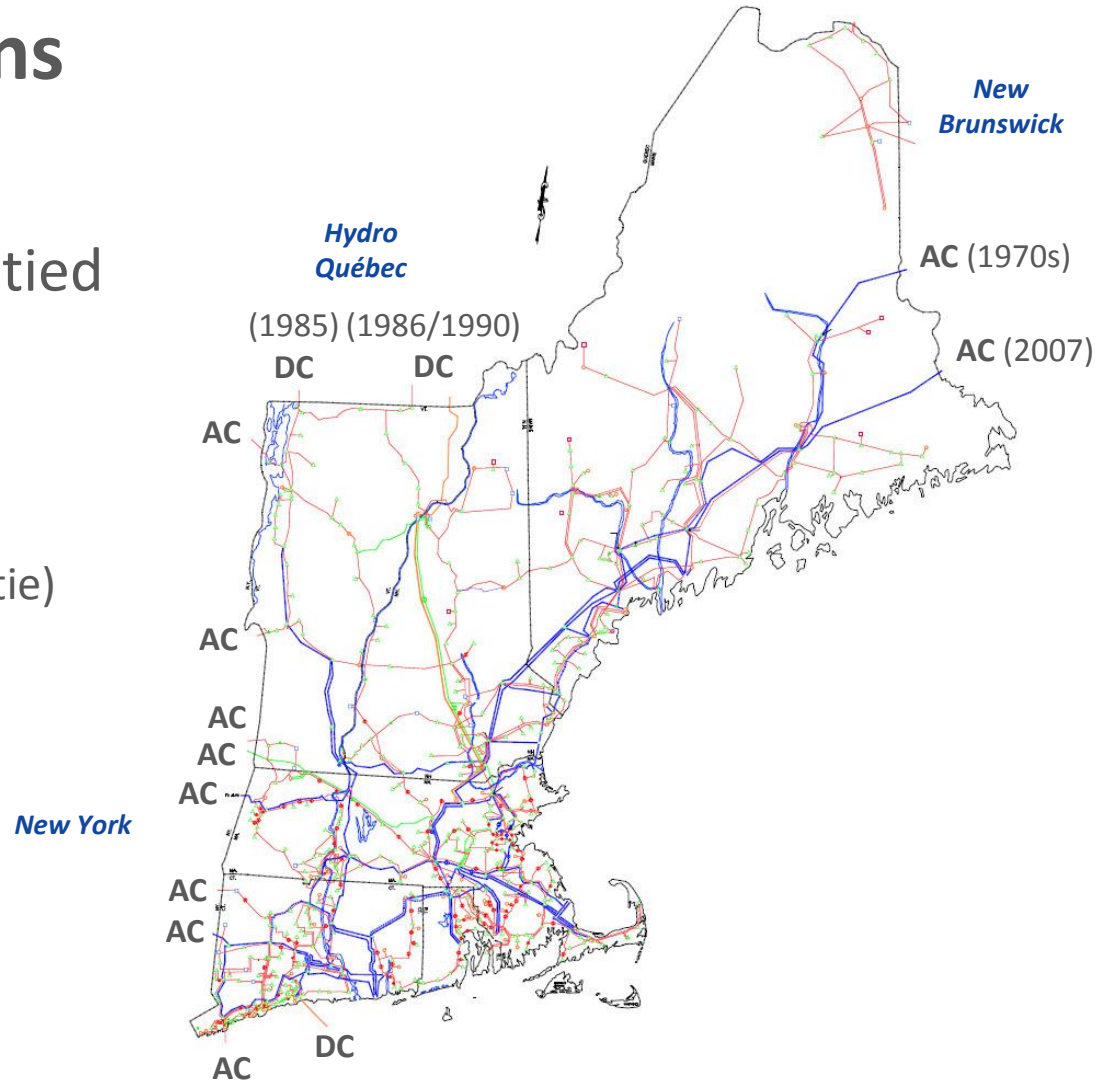 ns
New
Brunswick
Hydro
Québec
tied
AC (1970s)
(1985) (1986/1990)
DC
DC
AC (2007)
AC
tie)
AC
AC
AC
AC
New York
AC
AC
DC
AC